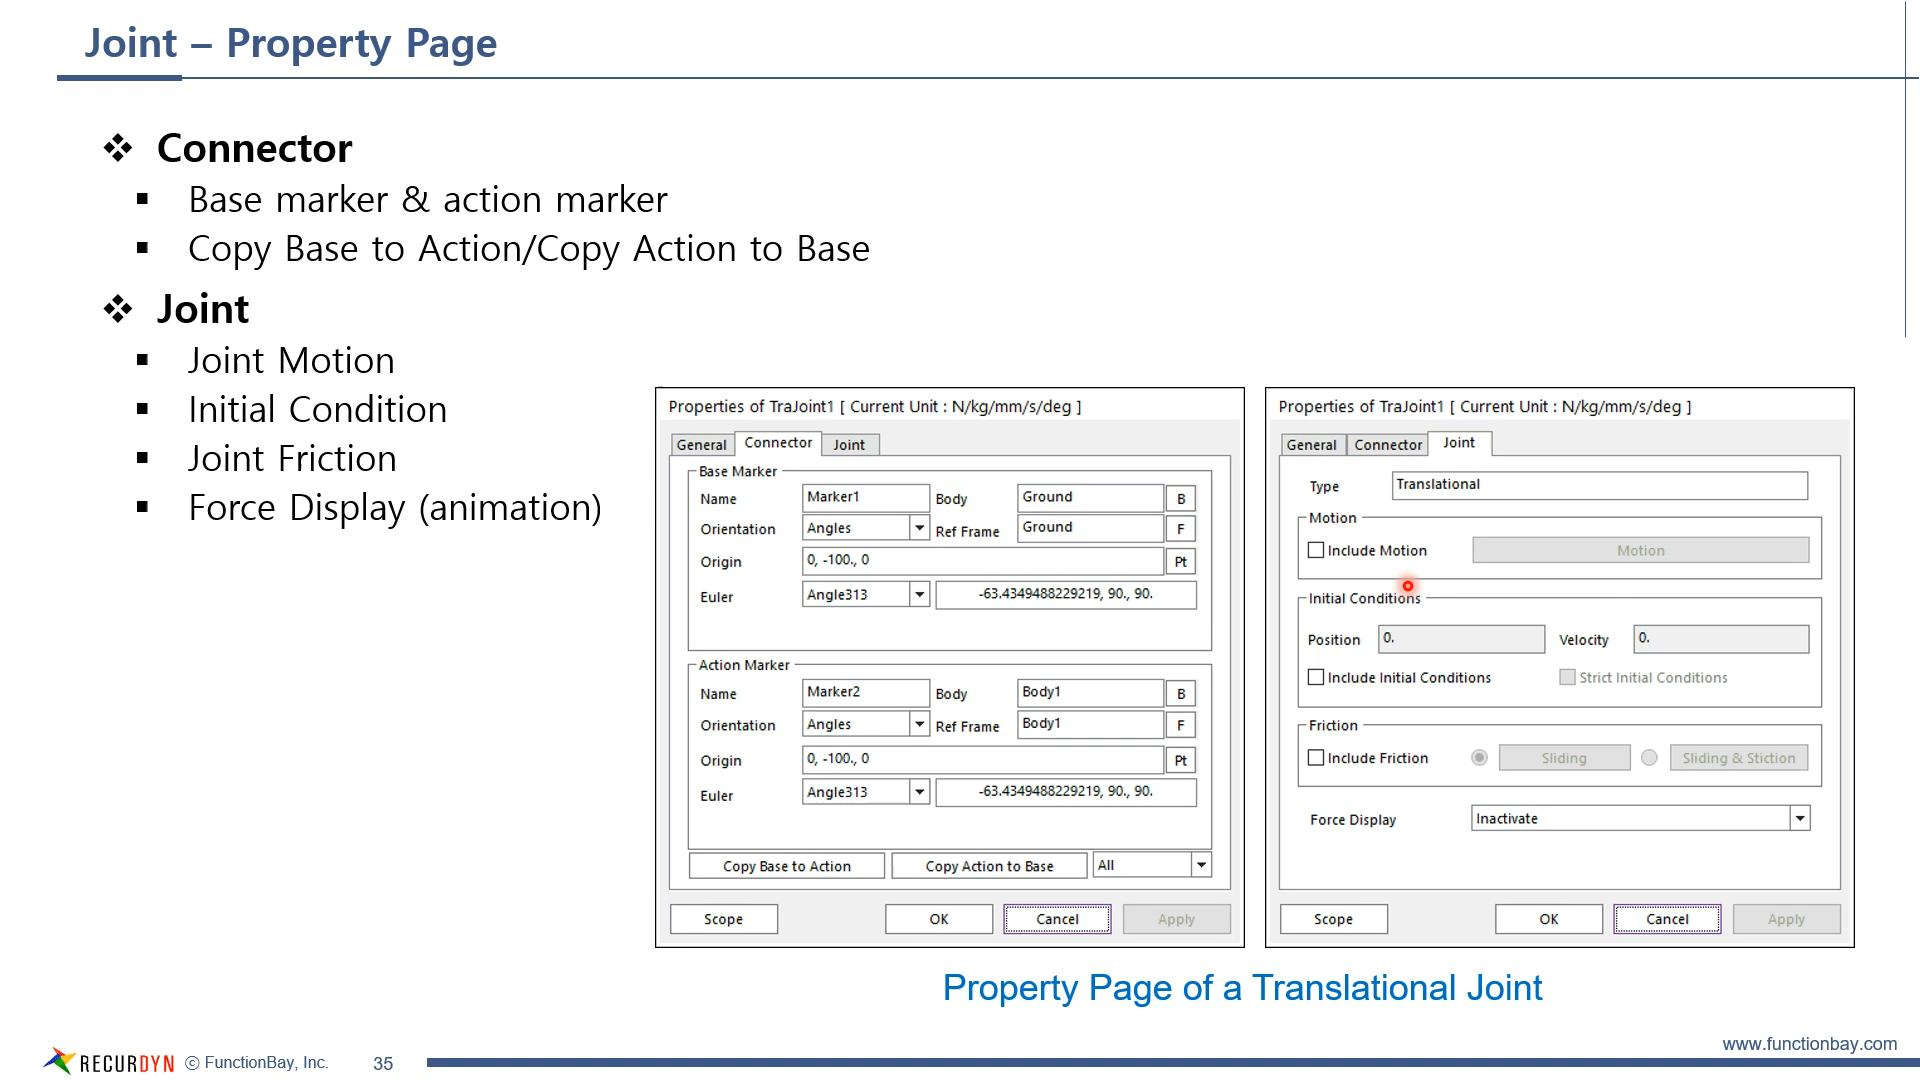 Joint – Property Page
Connector
Base marker & action marker
Copy Base to Action/Copy Action to Base
Joint
Joint Motion
Initial Condition
Joint Friction
Force Display (animation)
Properties of TraJoint1 [ Current Unit : N/kg/mm/s/deg ]
General Connector Joint
Base Marker
Name Marker1 Body Ground B
Orientation Angles Ref Frame Ground F
Origin 0, -100., 0 Pt
Euler Angle313 -63.4349488229219, 90., 90.
Action Marker
Name Marker2 Body Body1 B
Orientation Angles Ref Frame Body1 F
Origin 0, -100., 0 Pt
Euler Angle313 -63.4349488229219, 90., 90.
Copy Base to Action Copy Action to Base All
Scope OK Cancel Apply
Properties of TraJoint1 [ Current Unit : N/kg/mm/s/deg ]
General Connector Joint
Type Translational
Motion
Include Motion Motion
Initial Conditions
Position 0. Velocity 0.
Include Initial Conditions Strict Initial Conditions
Friction
Include Friction Sliding Sliding & Stiction
Force Display Inactivate
Scope OK Cancel Apply
Property Page of a Translational Joint
www.functionbay.com
RECURDYN © FunctionBay, Inc. 35